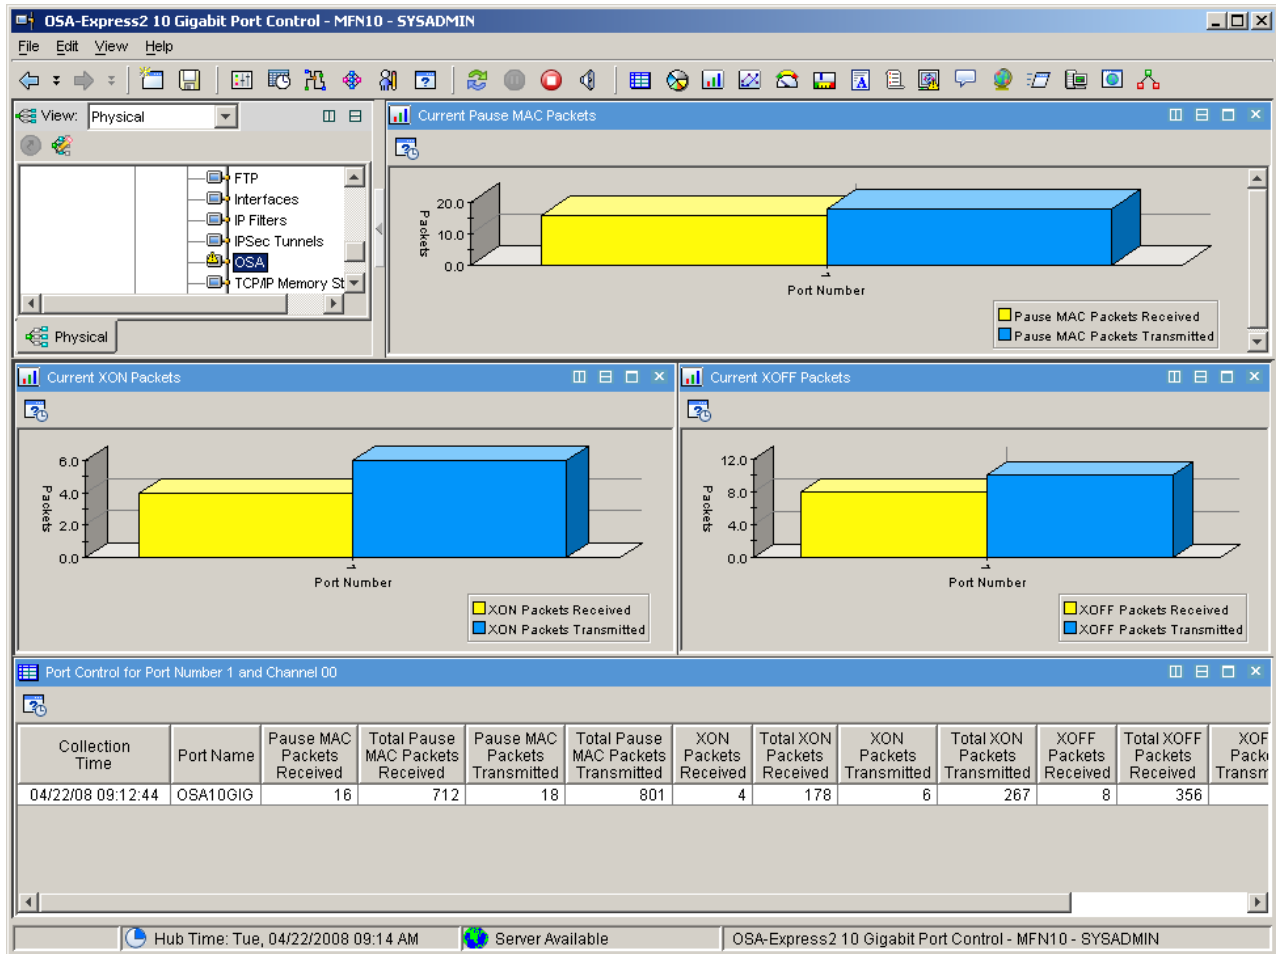 OSA-Express2 10 Gigabit Port Control - MFN10 - SYSADMIN
File Edit View Help
View: Physical
FTP
Interfaces
IP Filters
IPSec Tunnels
OSA
TCP/IP Memory St
Physical
Current Pause MAC Packets
Packets
20.0
10.0
0.0
1
Port Number
Pause MAC Packets Received
Pause MAC Packets Transmitted
Current XON Packets
Packets
6.0
4.0
2.0
0.0
1
Port Number
XON Packets Received
XON Packets Transmitted
Current XOFF Packets
Packets
12.0
8.0
4.0
0.0
1
Port Number
XOFF Packets Received
XOFF Packets Transmitted
Port Control for Port Number 1 and Channel 00
Collection Time Port Name Pause MAC Packets Received Total Pause MAC Packets Received Pause MAC Packets Transmitted Total Pause MAC Packets Transmitted XON Packets Received Total XON Packets Received XON Packets Transmitted Total XON Packets Transmitted XOFF Packets Received Total XOFF Packets Received XOF Packe Transm
04/22/08 09:12:44 OSA10GIG 16 712 18 801 4 178 6 267 8 356
Hub Time: Tue, 04/22/2008 09:14 AM Server Available OSA-Express2 10 Gigabit Port Control - MFN10 - SYSADMIN